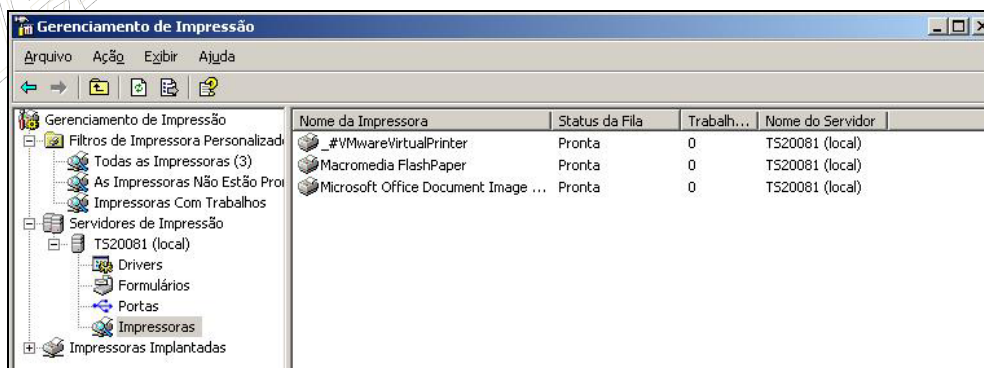 Gerenciamento de Impressão
Arquivo Ação Exibir Ajuda
Gerenciamento de Impressão
Filtros de Impressora Personalizad
Todas as Impressoras (3)
As Impressoras Não Estão Pro
Impressoras Com Trabalhos
Servidores de Impressão
TS20081 (local)
Drivers
Formulários
Portas
Impressoras
Impressoras Implantadas
Nome da Impressora Status da Fila Trabalh... Nome do Servidor
_#VMwareVirtualPrinter Pronta 0 TS20081 (local)
Macromedia FlashPaper Pronta 0 TS20081 (local)
Microsoft Office Document Image ... Pronta 0 TS20081 (local)